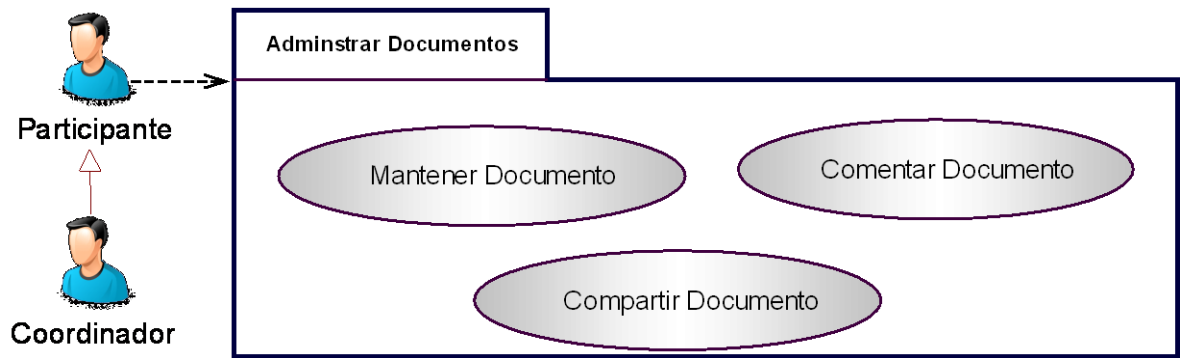 Adminstrar Documentos
Participante
Mantener Documento
Comentar Documento
Compartir Documento
Coordinador